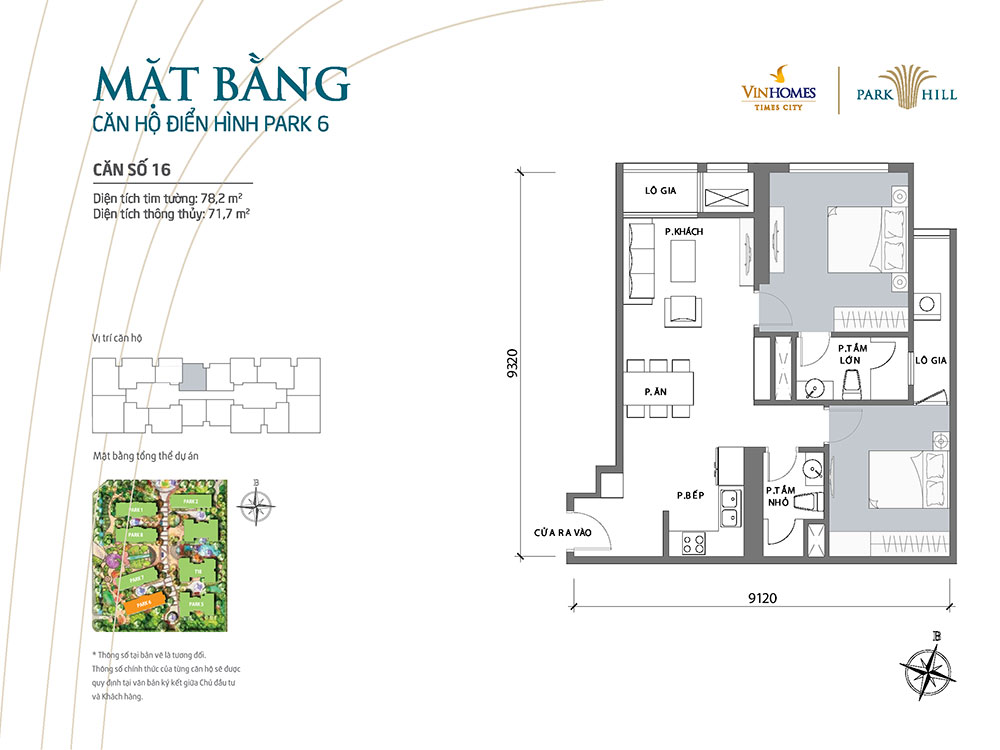 MẶT BẰNG
CĂN HỘ ĐIỂN HÌNH PARK 6
VINHOMES
TIMES CITY
PARK HILL
CĂN SỐ 16
Diện tích tim tường: 78,2 m²
Diện tích thông thủy: 71,7 m²
LÔ GIA
P.KHÁCH
P.TẮM
LỚN
LÔ GIA
P.ĂN
P.BẾP
P.TẮM
NHỎ
CỬA RA VÀO
9320
9120
B
Vị trí căn hộ
Mặt bằng tổng thể dự án
B
PARK 1
PARK 2
PARK 8
PARK 7
T18
PARK 6
PARK 5
* Thông số tại bản vẽ là tương đối.
Thông số chính thức của từng căn hộ sẽ được
quy định tại văn bản ký kết giữa Chủ đầu tư
và Khách hàng.